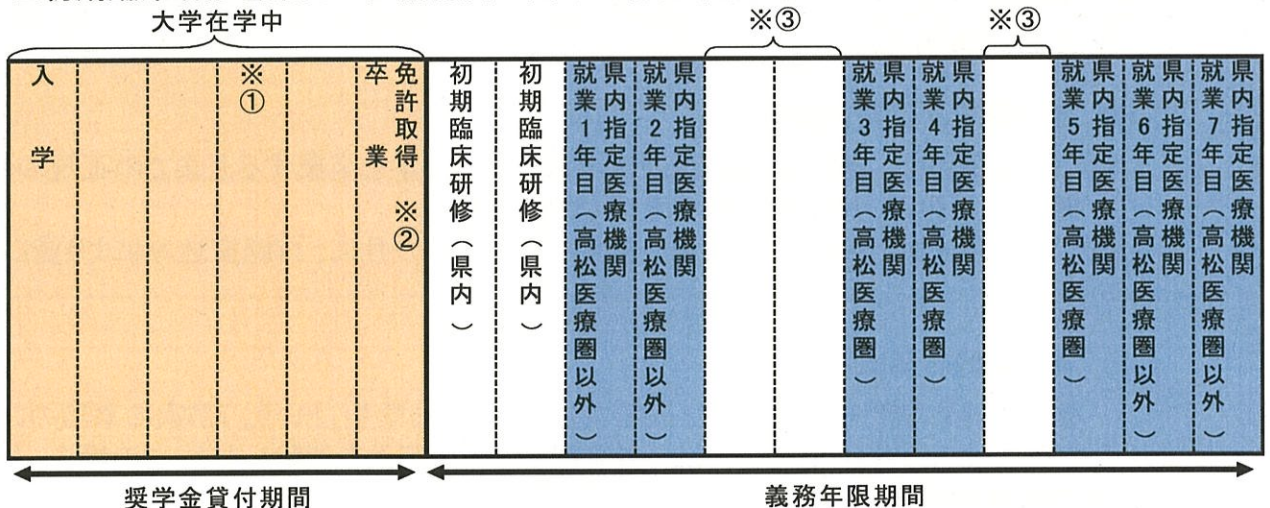 大学在学中
※③
※③
入学
※①
卒業
免許取得 ※②
初期臨床研修（県内）
初期臨床研修（県内）
県内指定医療機関
就業1年目（高松医療圏以外）
県内指定医療機関
就業2年目（高松医療圏以外）
県内指定医療機関
就業3年目（高松医療圏）
県内指定医療機関
就業4年目（高松医療圏）
県内指定医療機関
就業5年目（高松医療圏）
県内指定医療機関
就業6年目（高松医療圏以外）
県内指定医療機関
就業7年目（高松医療圏以外）
奨学金貸付期間
義務年限期間